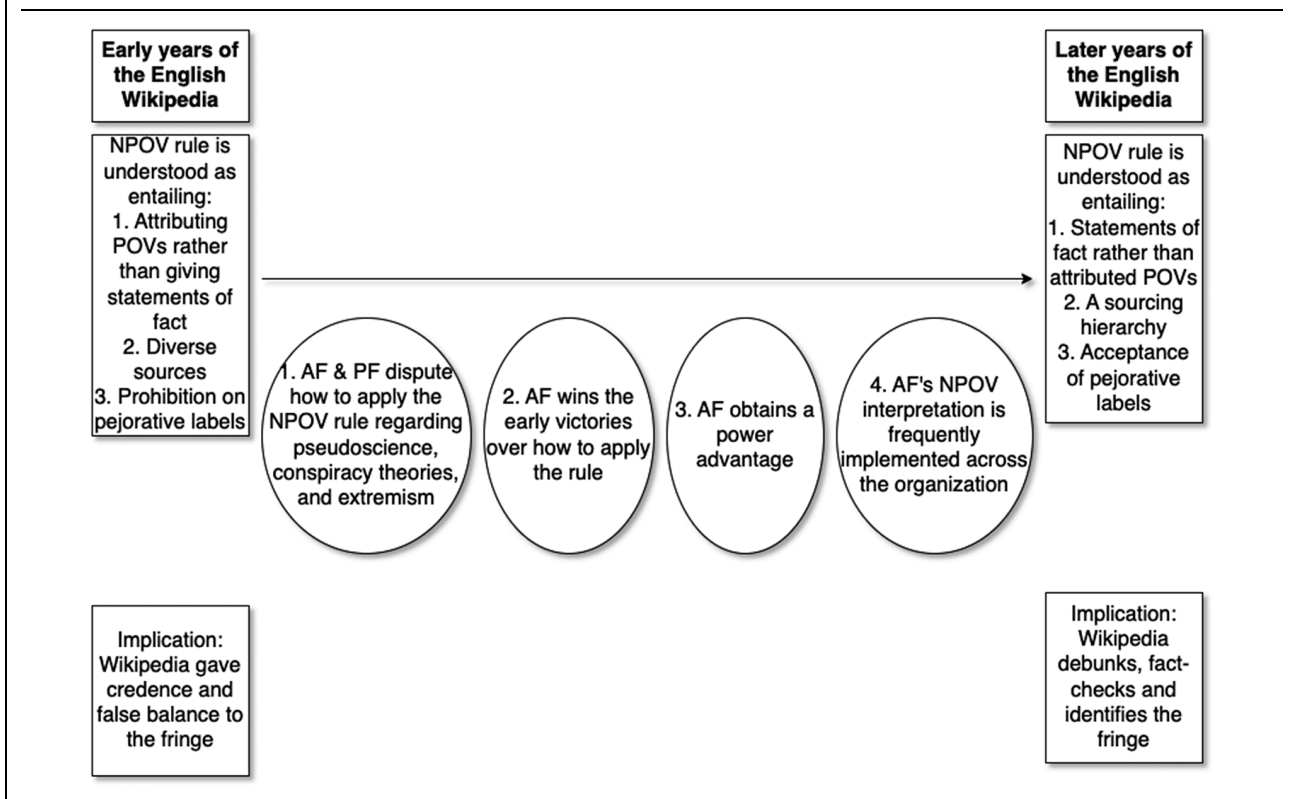 Early years of
the English
Wikipedia
NPOV rule is
understood as
entailing:
1. Attributing
POVs rather
than giving
statements of
fact
2. Diverse
sources
3. Prohibition on
pejorative labels
1. AF & PF dispute
how to apply the
NPOV rule regarding
pseudoscience,
conspiracy theories,
and extremism
2. AF wins the
early victories
over how to apply
the rule
3. AF obtains a
power
advantage
4. AF's NPOV
interpretation is
frequently
implemented across
the organization
Later years of
the English
Wikipedia
NPOV rule is
understood as
entailing:
1. Statements of
fact rather than
attributed POVs
2. A sourcing
hierarchy
3. Acceptance
of pejorative
labels
Implication:
Wikipedia gave
credence and
false balance to
the fringe
Implication:
Wikipedia
debunks, fact-
checks and
identifies the
fringe